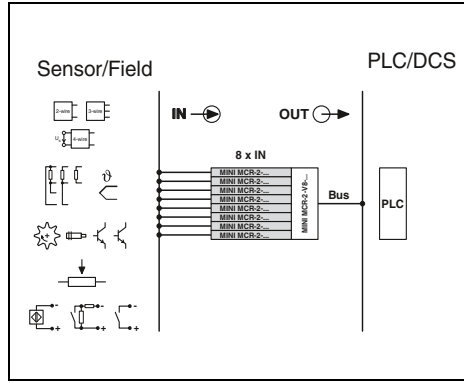 Sensor/Field
PLC/DCS
2-wire
3-wire
4-wire
IN
OUT
8 x IN
MINI MCR-2-...
MINI MCR-2-...
MINI MCR-2-...
MINI MCR-2-...
MINI MCR-2-...
MINI MCR-2-...
MINI MCR-2-...
MINI MCR-2-...
MINI MCR-2-V8-...
Bus
PLC
ϑ
- +
- +
- +